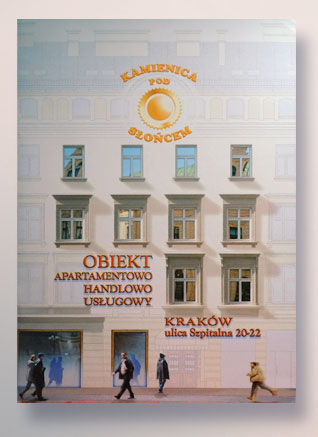 KAMIENICA
POD
SŁOŃCEM
OBIEKT
APARTAMENTOWO
HANDLOWO
USŁUGOWY
KRAKÓW
ulica Szpitalna 20-22